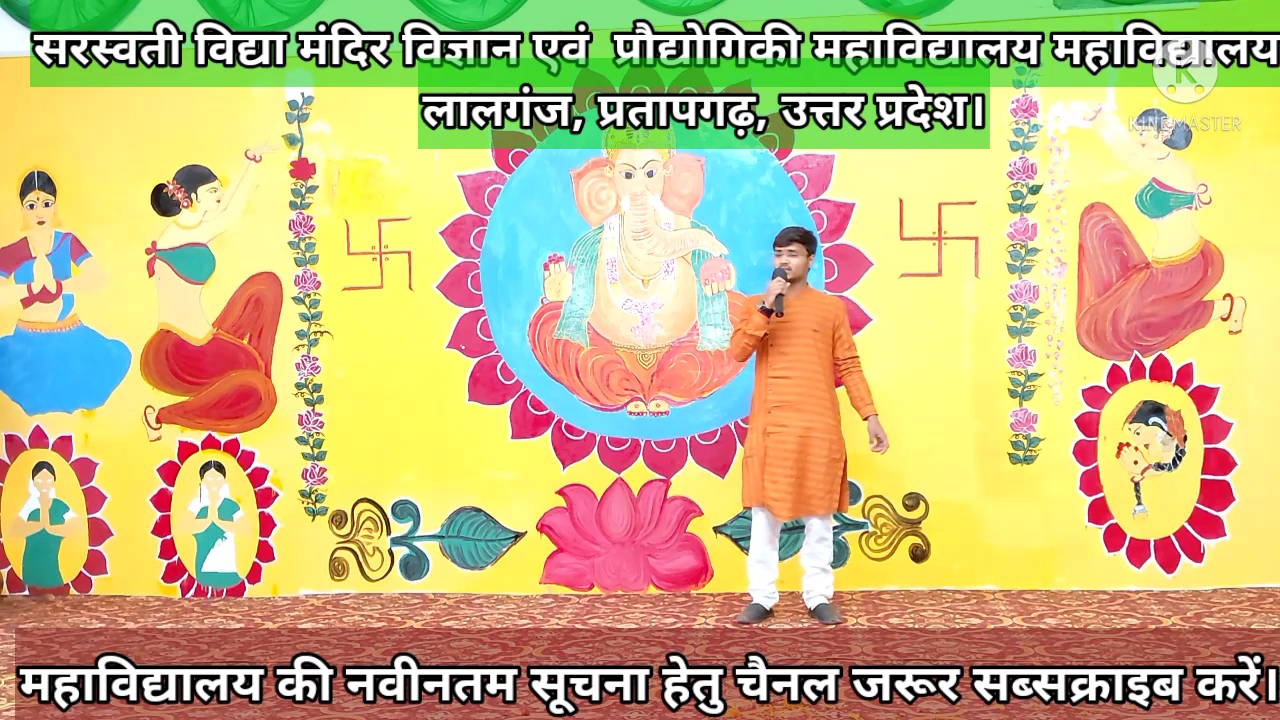 सरस्वती विद्या मंदिर विज्ञान एवं प्रौद्योगिकी महाविद्यालय महाविद्यालय
लालगंज, प्रतापगढ़, उत्तर प्रदेश।
K
KINEMASTER
महाविद्यालय की नवीनतम सूचना हेतु चैनल जरूर सब्सक्राइब करें।